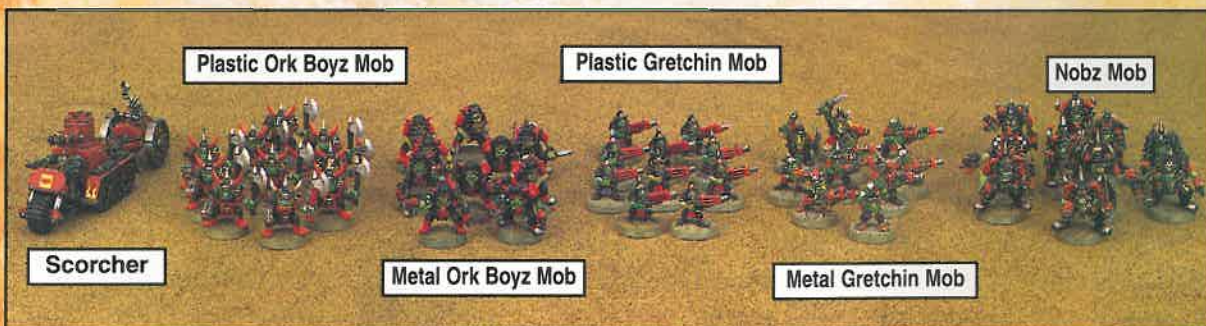 Plastic Ork Boyz Mob
Plastic Gretchin Mob
Nobz Mob
Scorcher
Metal Ork Boyz Mob
Metal Gretchin Mob